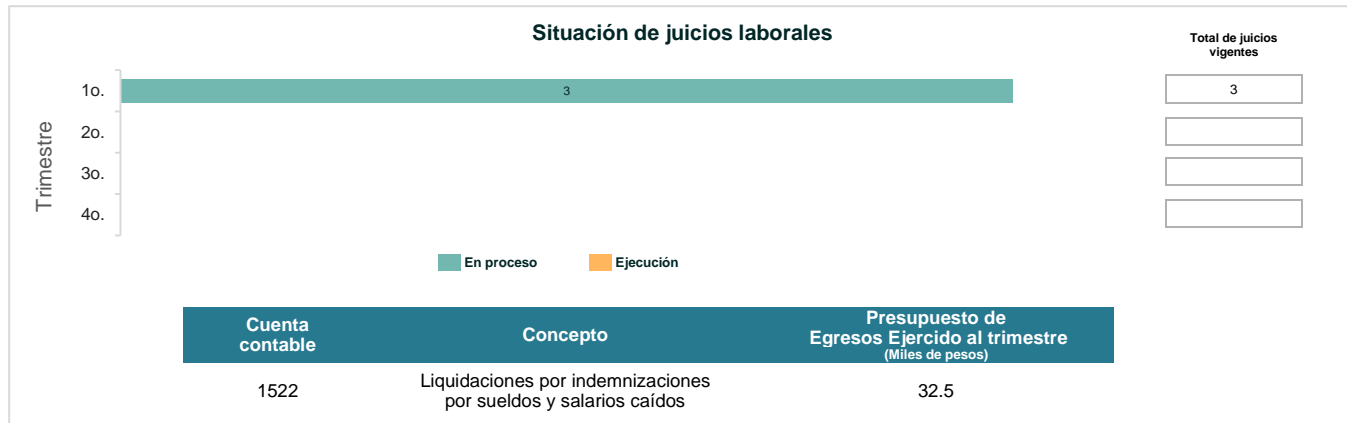 Situación de juicios laborales
Total de juicios
vigentes
Trimestre
1o.
3
3
2o.
3o.
4o.
En proceso
Ejecución
Cuenta
contable
Concepto
Presupuesto de
Egresos Ejercido al trimestre
(Miles de pesos)
1522
Liquidaciones por indemnizaciones
por sueldos y salarios caídos
32.5